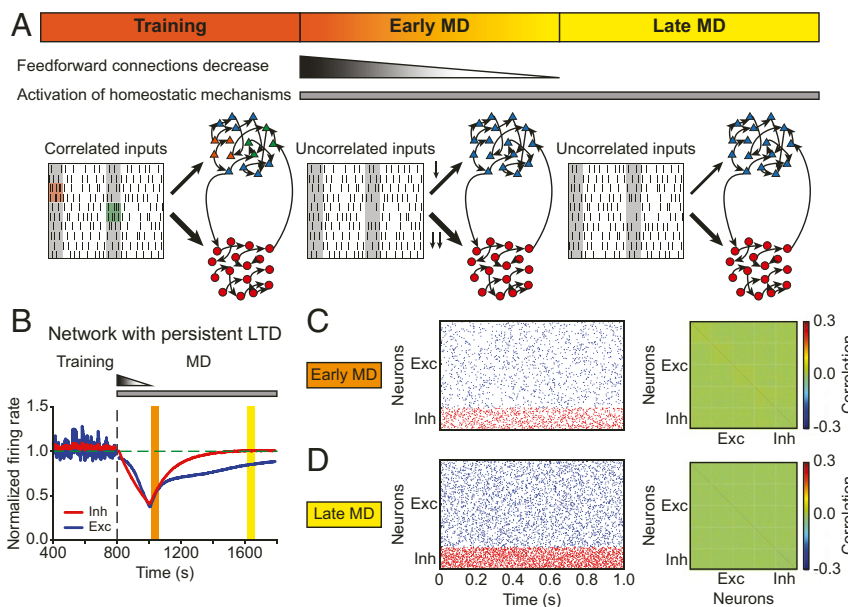 A
Training
Early MD
Late MD
Feedforward connections decrease
Activation of homeostatic mechanisms
Correlated inputs
Uncorrelated inputs
Uncorrelated inputs
B
Network with persistent LTD
Training
MD
Normalized firing rate
1.5
1.0
0.5
0.0
Inh
Exc
400
800
1200
1600
Time (s)
C
Early MD
Neurons
Exc
Inh
Neurons
Exc
Inh
Exc
Inh
0.3
0.0
-0.3
Correlation
D
Late MD
Neurons
Exc
Inh
0
0.2
0.4
0.6
0.8
1.0
Time (s)
Neurons
Exc
Inh
Exc
Inh
Neurons
0.3
0.0
-0.3
Correlation